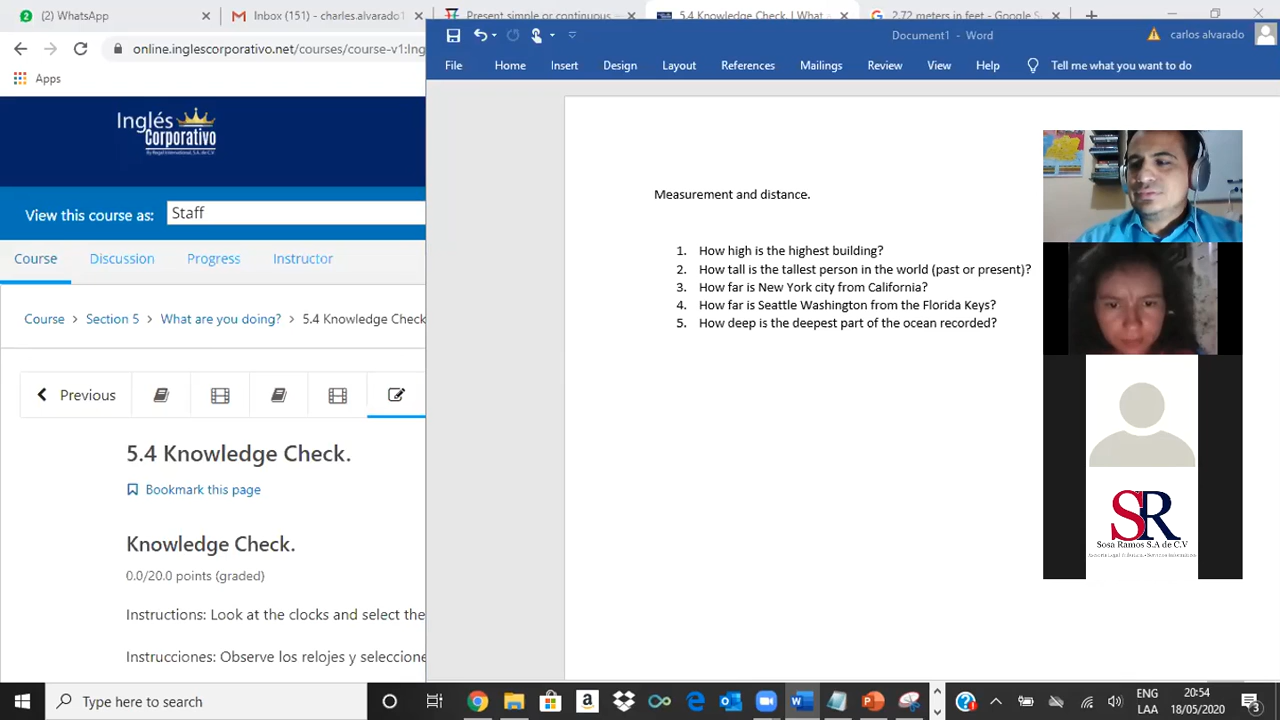 (2) WhatsApp
Inbox (151) - charles.alvarado1
Present simple or continuous
5.4 Knowledge Check. | What a
2.72 meters in feet - Google S
online.inglescorporativo.net/courses/course-v1:Ing
Apps
Document1 - Word
carlos alvarado
File Home Insert Design Layout References Mailings Review View Help Tell me what you want to do
Inglés
Corporativo
By Regal International, S.A. de C.V.
View this course as: Staff
Course Discussion Progress Instructor
Course > Section 5 > What are you doing? > 5.4 Knowledge Check
Previous
5.4 Knowledge Check.
Bookmark this page
Knowledge Check.
0.0/20.0 points (graded)
Instructions: Look at the clocks and select the
Instrucciones: Observe los relojes y seleccione
Measurement and distance.
1. How high is the highest building?
2. How tall is the tallest person in the world (past or present)?
3. How far is New York city from California?
4. How far is Seattle Washington from the Florida Keys?
5. How deep is the deepest part of the ocean recorded?
SR
Sosa Ramos S.A de C.V
Type here to search
ENG
LAA
20:54
18/05/2020
3